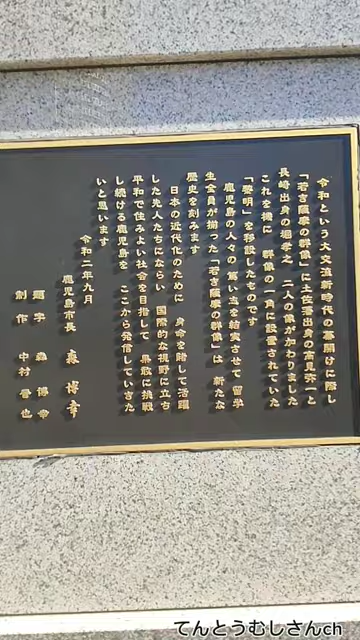 令和という大交流新時代の幕開けに際し
「若き薩摩の群像」に土佐藩出身の高見弥一と
長崎出身の堀孝之 二人の像が加わりました
これを機に 群像の一角に設置されていた
「黎明」を移設したものです
鹿児島の人々の篤い志を結実させて留学
生全員が揃った「若き薩摩の群像」は 新たな
歴史を刻みます
日本の近代化のために 身命を賭して活躍
した先人たちにならい 国際的な視野に立ち
平和で住みよい社会を目指して 果敢に挑戦
し続ける鹿児島を ここから発信していきた
いと思います
令和二年九月
鹿児島市長 森 博幸
題字 森 博幸
創作 中村晋也
てんとうむしさんch